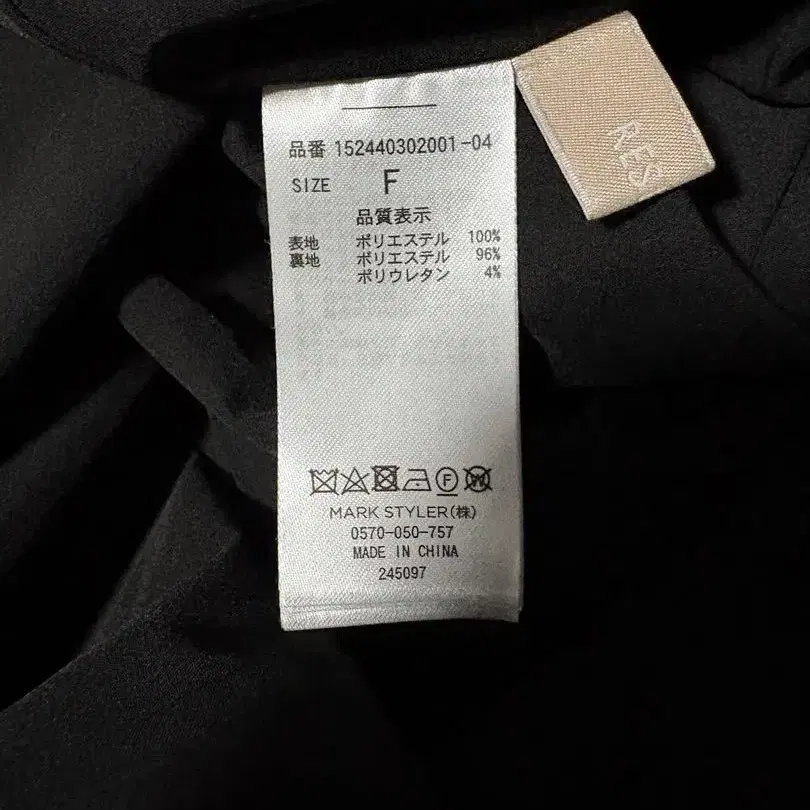 品番 152440302001-04
SIZE F
品質表示
表地 ポリエステル 100%
裏地 ポリエステル 96%
ポリウレタン 4%
F
W
MARK STYLER(株)
0570-050-757
MADE IN CHINA
245097
RES